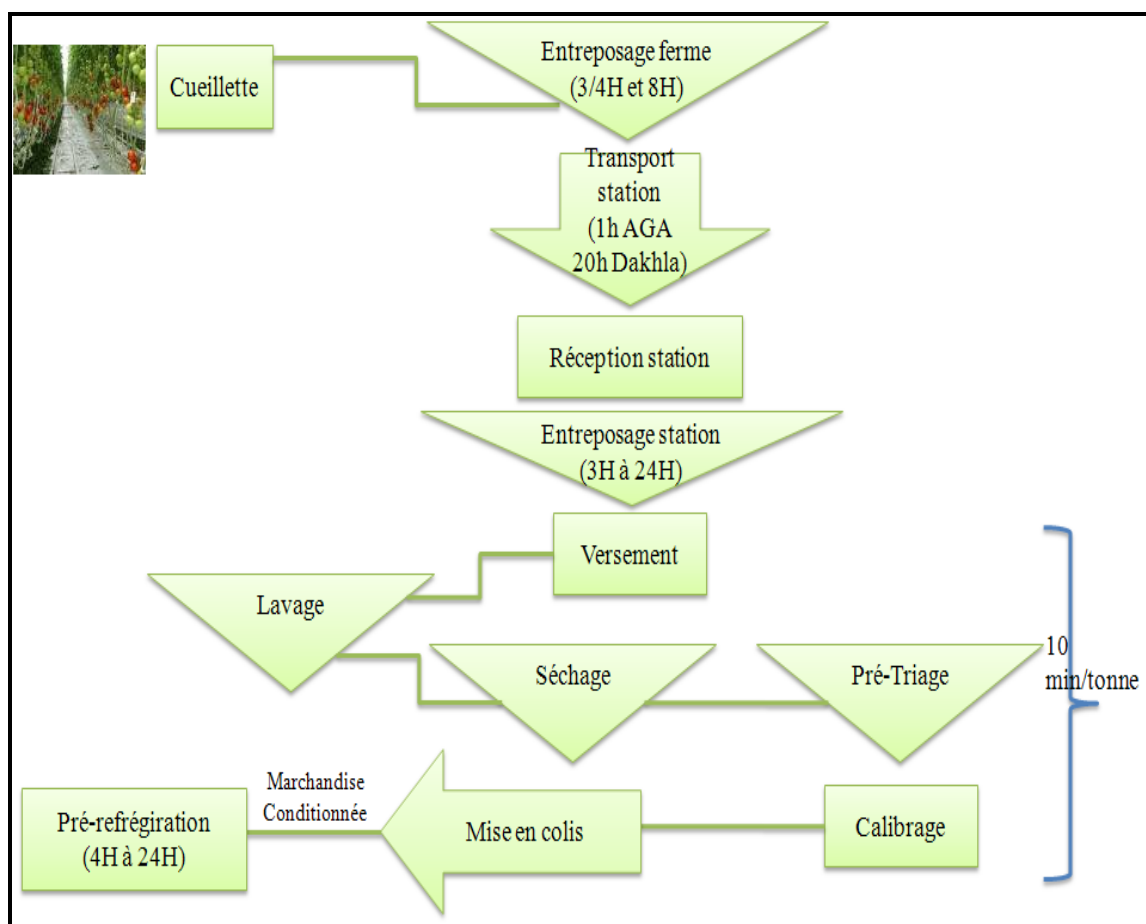 Cueillette
Entreposage ferme
(3/4H et 8H)
Transport
station
(1h AGA
20h Dakhla)
Réception station
Entreposage station
(3H à 24H)
Versement
Lavage
Séchage
Pré-Triage
10
min/tonne
Calibrage
Mise en colis
Marchandise
Conditionnée
Pré-refrégiration
(4H à 24H)